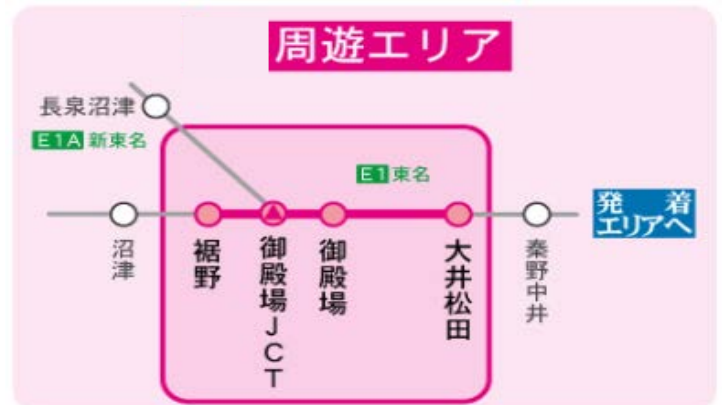 周遊エリア
長泉沼津
E1A 新東名
E1 東名
発着
エリアへ
沼津
裾野
御殿場JCT
御殿場
大井松田
秦野中井